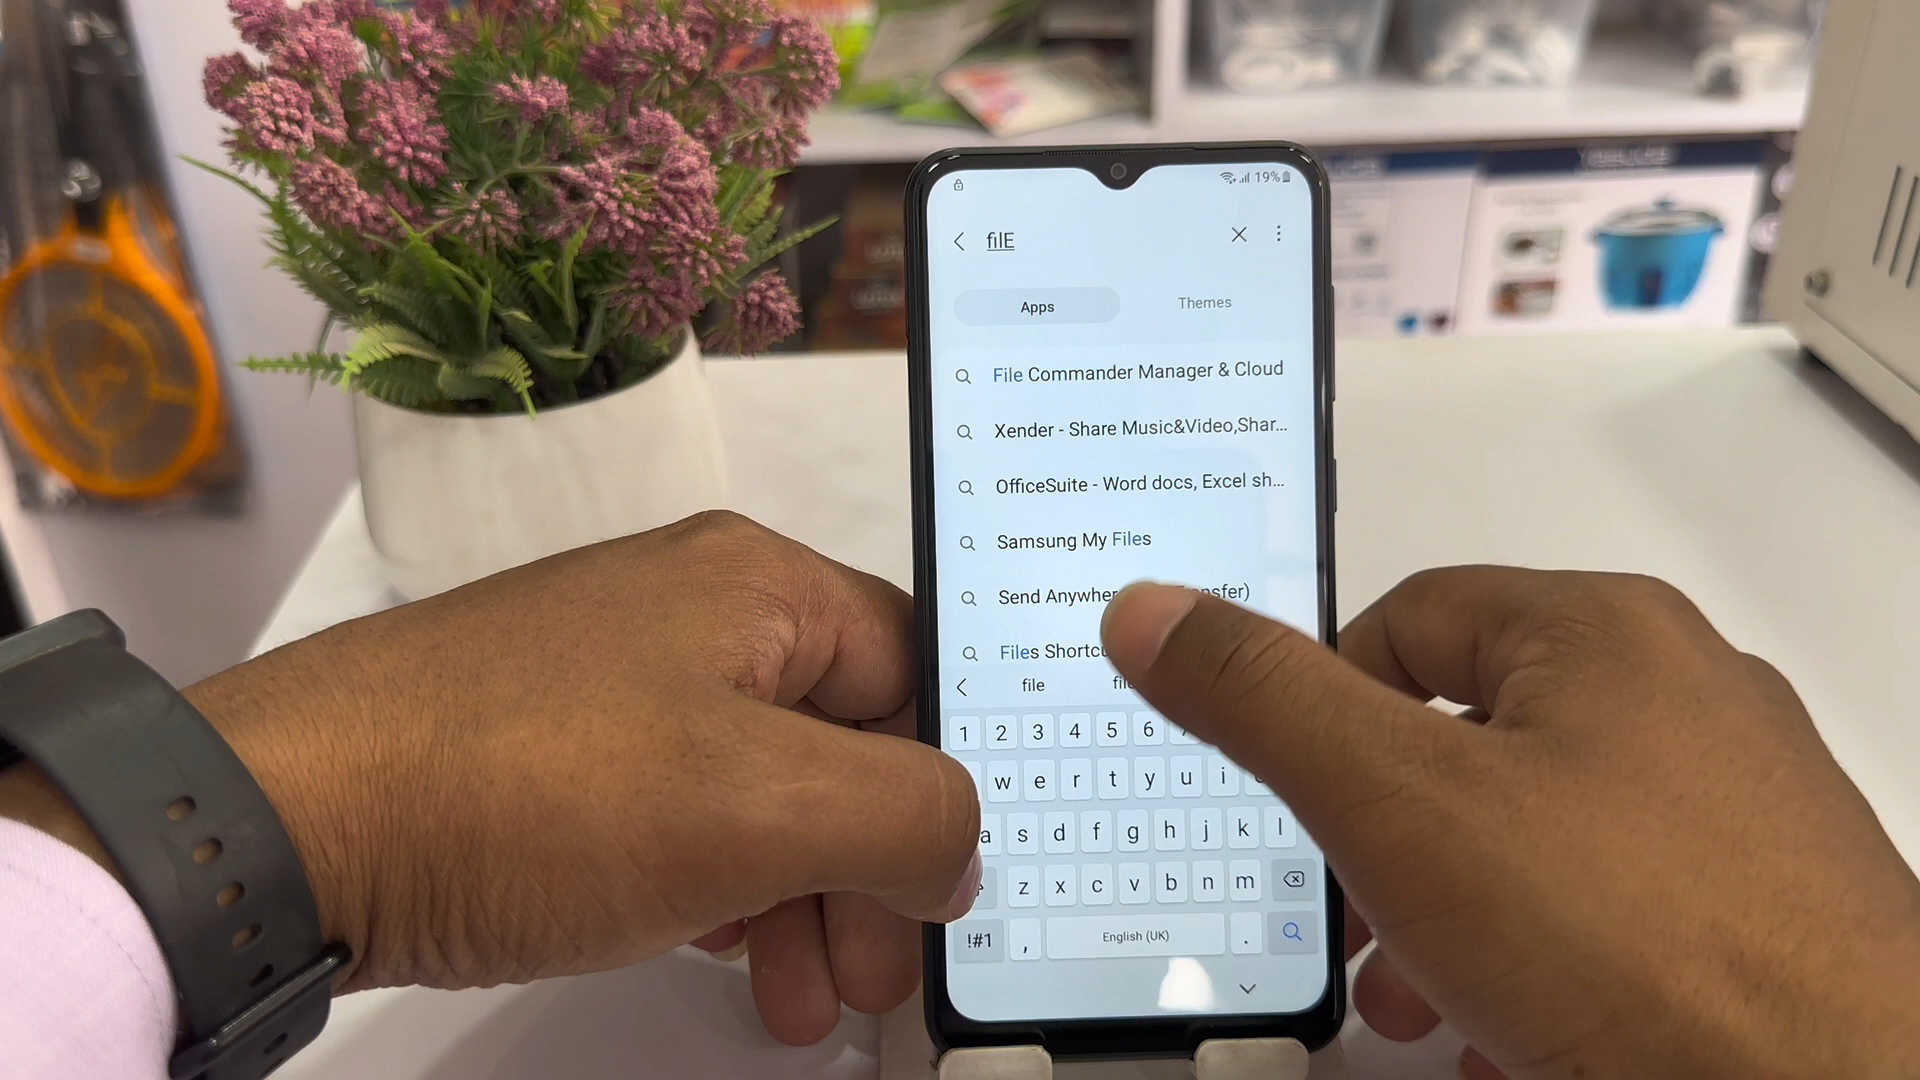 19%
filE
Apps
Themes
File Commander Manager & Cloud
Xender - Share Music&Video,Shar...
OfficeSuite - Word docs, Excel sh...
Samsung My Files
Send Anywher
nsfer)
Files Shortcu
file
1 2 3 4 5 6
w e r t y u i
a s d f g h j k l
z x c v b n m
!#1 , English (UK) .